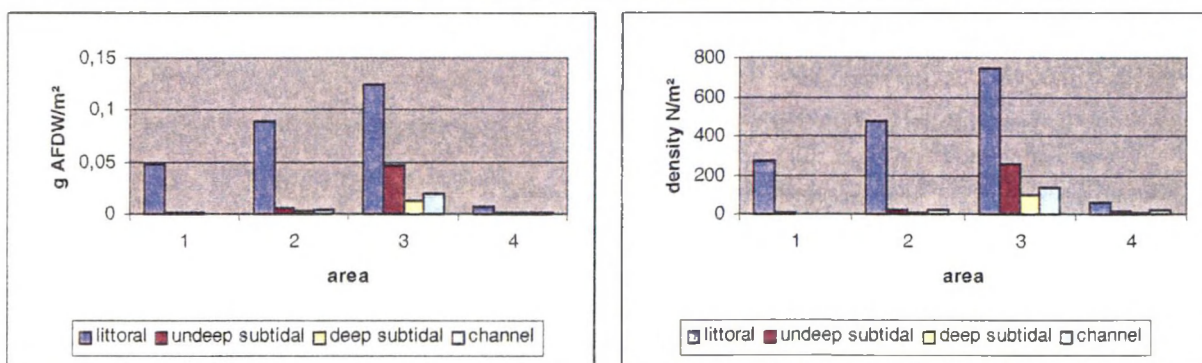 g AFDW/m²
0,15
0,1
0,05
0
1 2 3 4
area
littoral undeep subtidal deep subtidal channel
density N/m²
800
600
400
200
0
1 2 3 4
area
littoral undeep subtidal deep subtidal channel